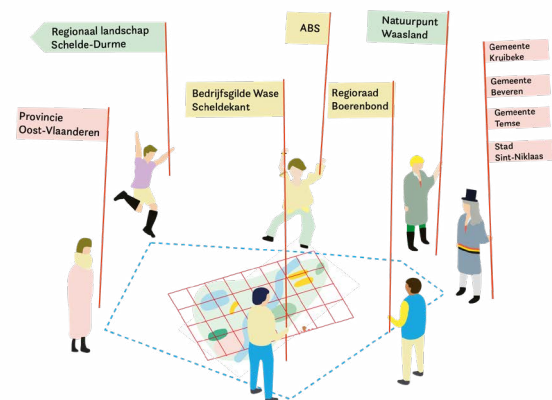 Regionaal landschap
Schelde-Durme
ABS
Natuurpunt
Waasland
Gemeente
Kruibeke
Gemeente
Beveren
Gemeente
Temse
Stad
Sint-Niklaas
Bedrijfsgilde Wase
Scheldekant
Regioraad
Boerenbond
Provincie
Oost-Vlaanderen